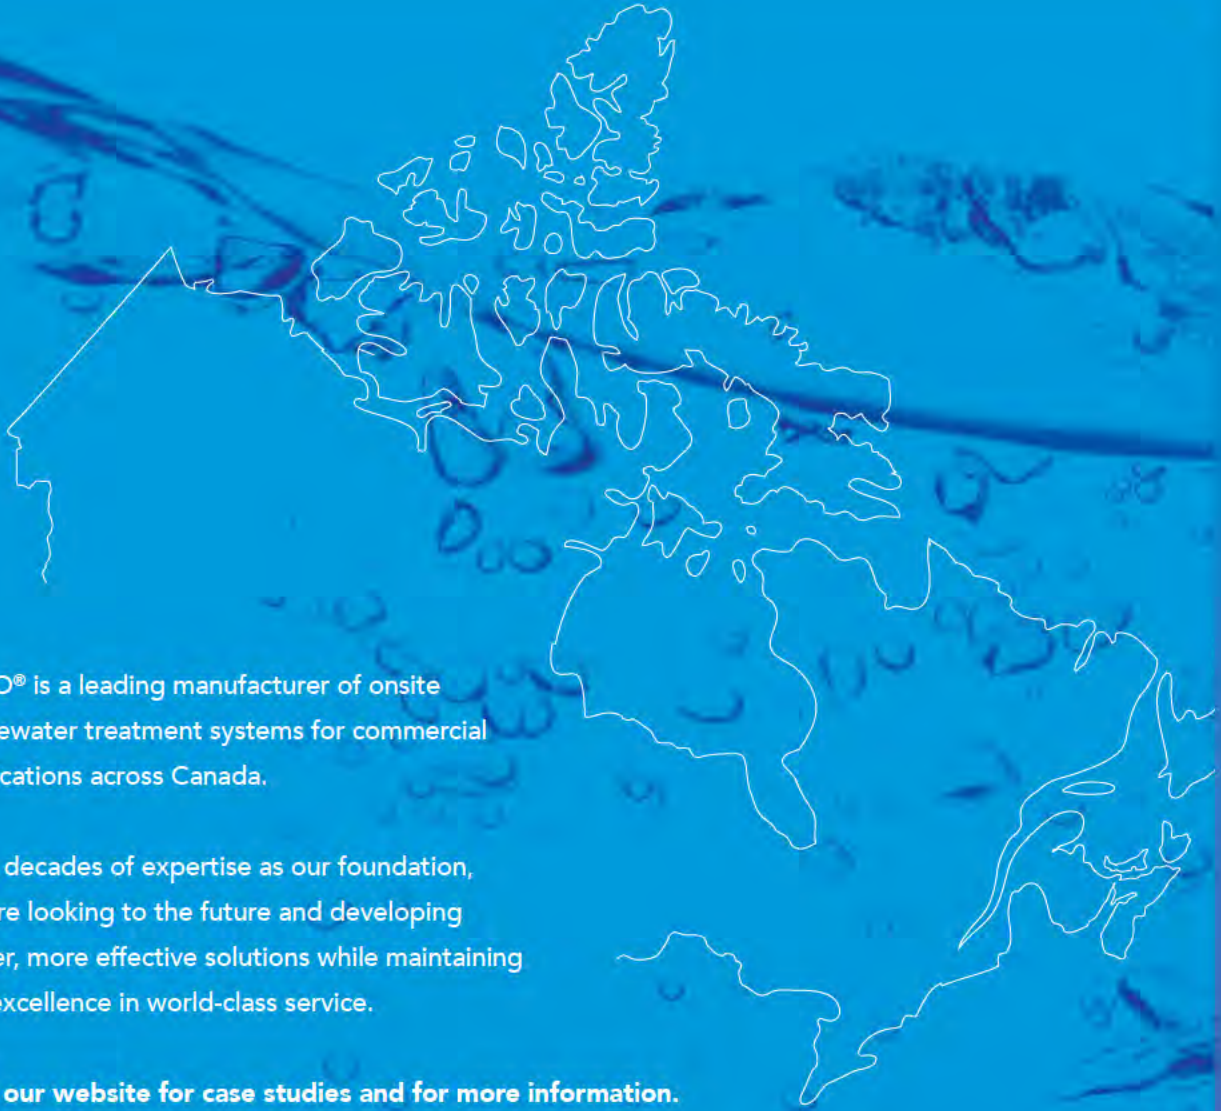 O® is a leading manufacturer of onsite
ewater treatment systems for commercial
cations across Canada.
decades of expertise as our foundation,
re looking to the future and developing
er, more effective solutions while maintaining
excellence in world-class service.
our website for case studies and for more information.